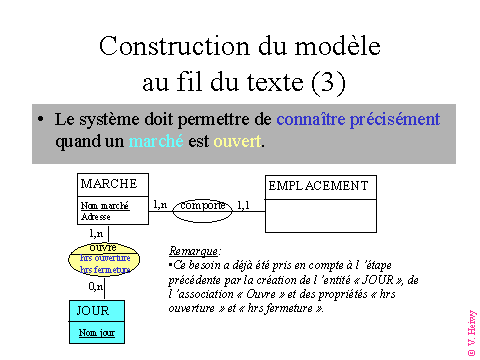 Construction du modèle
au fil du texte (3)
• Le système doit permettre de connaître précisément
quand un marché est ouvert.
MARCHE
Nom marché
Adresse
1,n
comporte
1,1
EMPLACEMENT
1,n
ouvre
hrs ouverture
hrs fermeture
0,n
JOUR
Nom jour
Remarque:
•Ce besoin a déjà été pris en compte à l 'étape
précédente par la création de l 'entité « JOUR », de
l 'association « Ouvre » et des propriétés « hrs
ouverture » et « hrs fermeture ».
© V. Heiwy